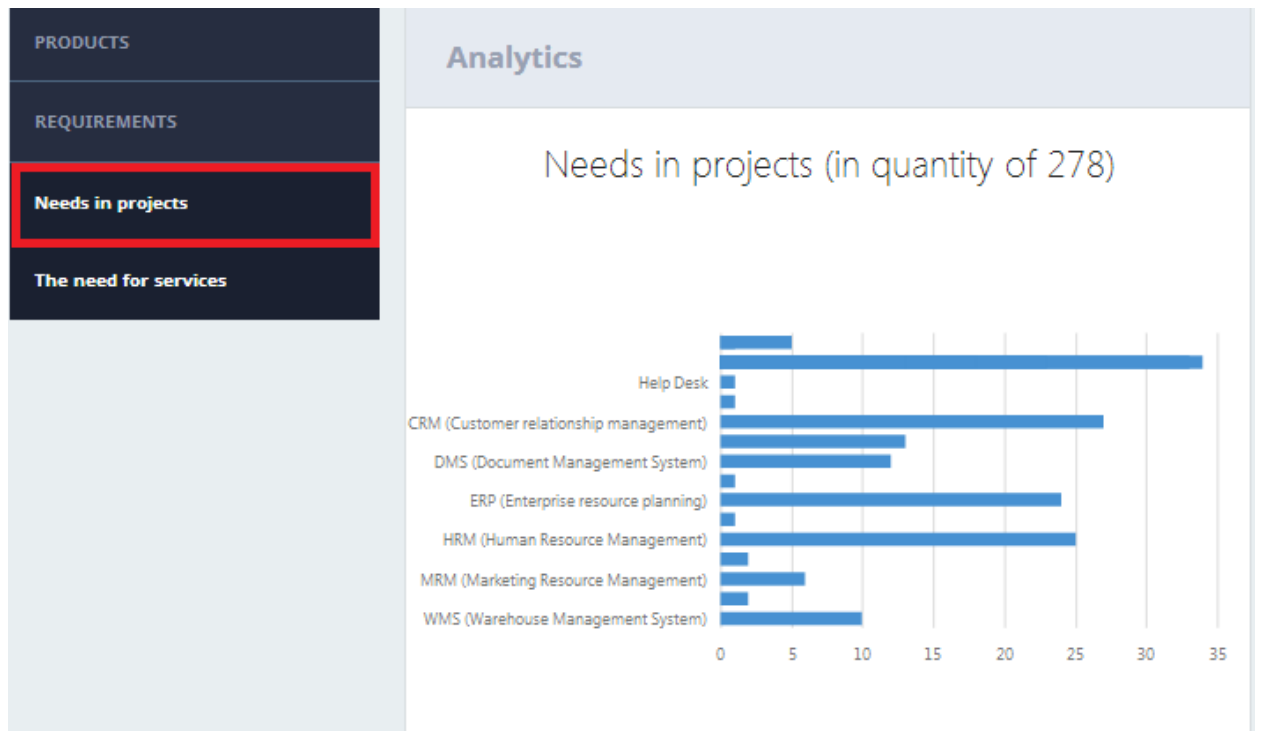 PRODUCTS
REQUIREMENTS
Needs in projects
The need for services
Analytics
Needs in projects (in quantity of 278)
Help Desk
CRM (Customer relationship management)
DMS (Document Management System)
ERP (Enterprise resource planning)
HRM (Human Resource Management)
MRM (Marketing Resource Management)
WMS (Warehouse Management System)
0 5 10 15 20 25 30 35